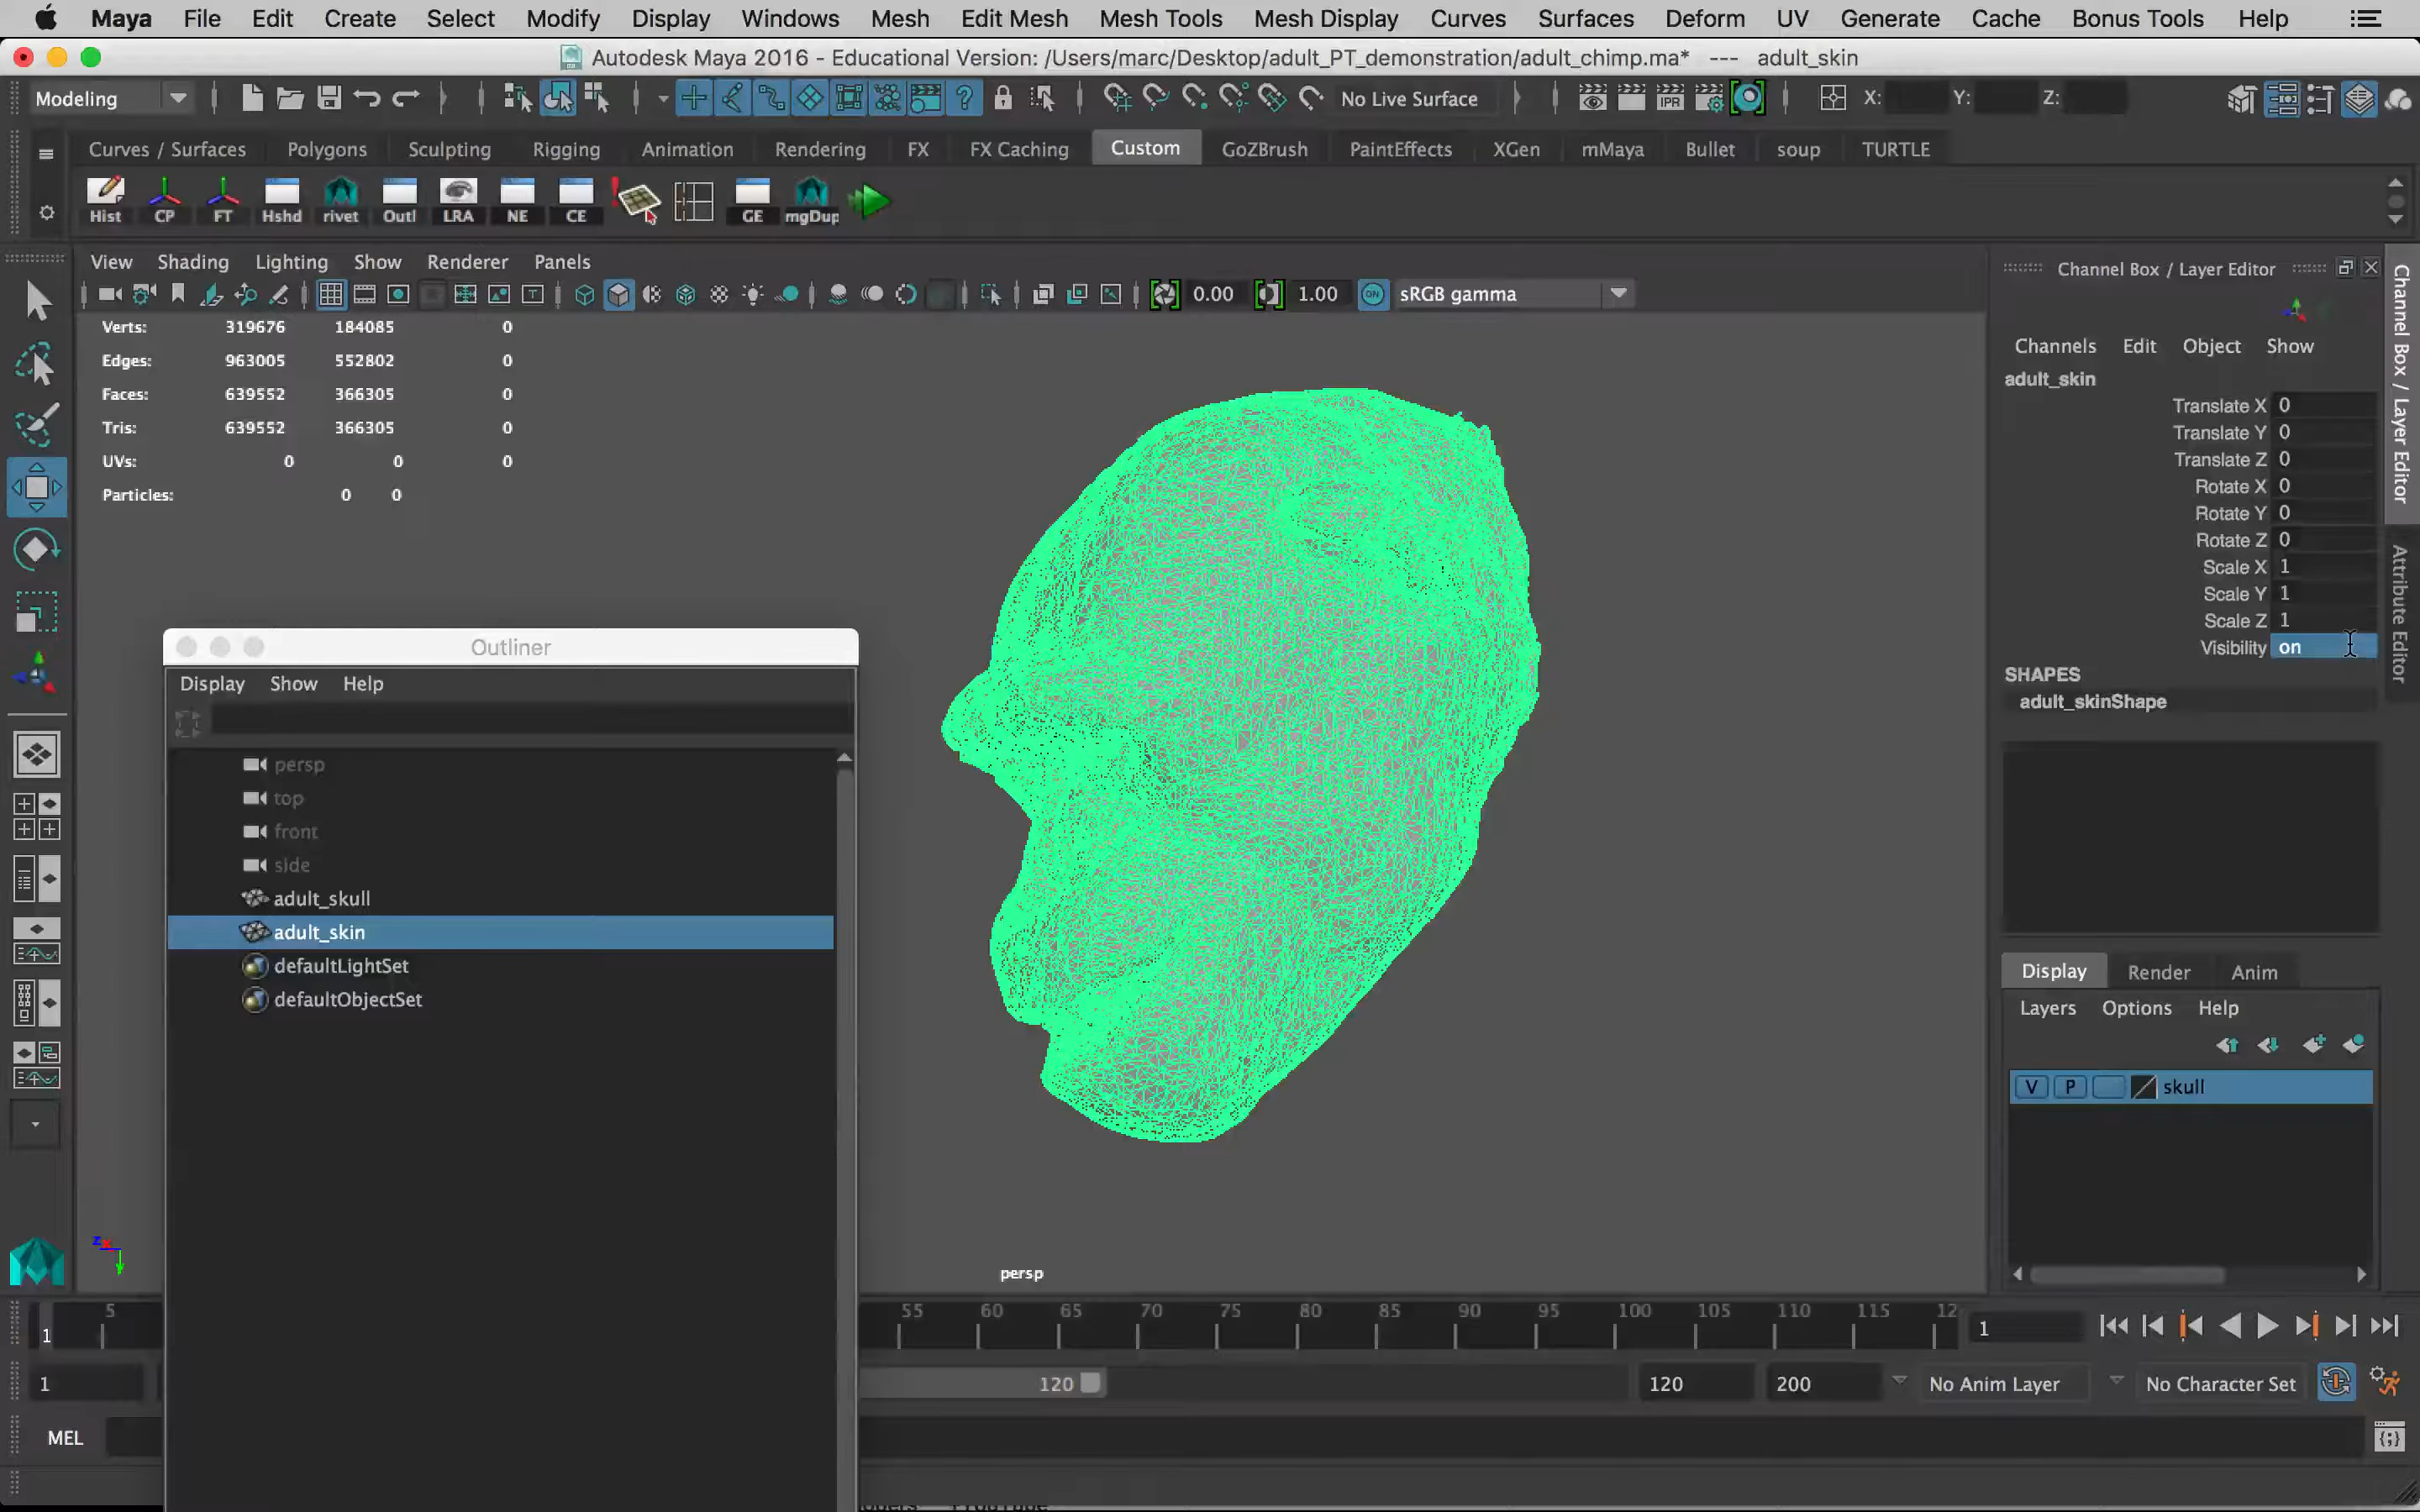 Maya File Edit Create Select Modify Display Windows Mesh Edit Mesh Mesh Tools Mesh Display Curves Surfaces Deform UV Generate Cache Bonus Tools Help
Autodesk Maya 2016 - Educational Version: /Users/marc/Desktop/adult_PT_demonstration/adult_chimp.ma* --- adult_skin
Modeling No Live Surface IPR X: Y: Z:
Curves / Surfaces Polygons Sculpting Rigging Animation Rendering FX FX Caching Custom GoZBrush PaintEffects XGen mMaya Bullet soup TURTLE
Hist CP FT Hshd rivet Outl LRA NE CE GE mgDup
View Shading Lighting Show Renderer Panels
0.00 1.00 ON sRGB gamma
Verts: 319676 184085 0
Edges: 963005 552802 0
Faces: 639552 366305 0
Tris: 639552 366305 0
UVs: 0 0 0
Particles: 0 0
Outliner
Display Show Help
persp
top
front
side
adult_skull
adult_skin
defaultLightSet
defaultObjectSet
persp
Channel Box / Layer Editor
Channels Edit Object Show
adult_skin
Translate X 0
Translate Y 0
Translate Z 0
Rotate X 0
Rotate Y 0
Rotate Z 0
Scale X 1
Scale Y 1
Scale Z 1
Visibility on
SHAPES
adult_skinShape
Display Render Anim
Layers Options Help
V P skull
Channel Box / Layer Editor
Attribute Editor
1 5 55 60 65 70 75 80 85 90 95 100 105 110 115 12 1
1 120 120 200 No Anim Layer No Character Set
MEL